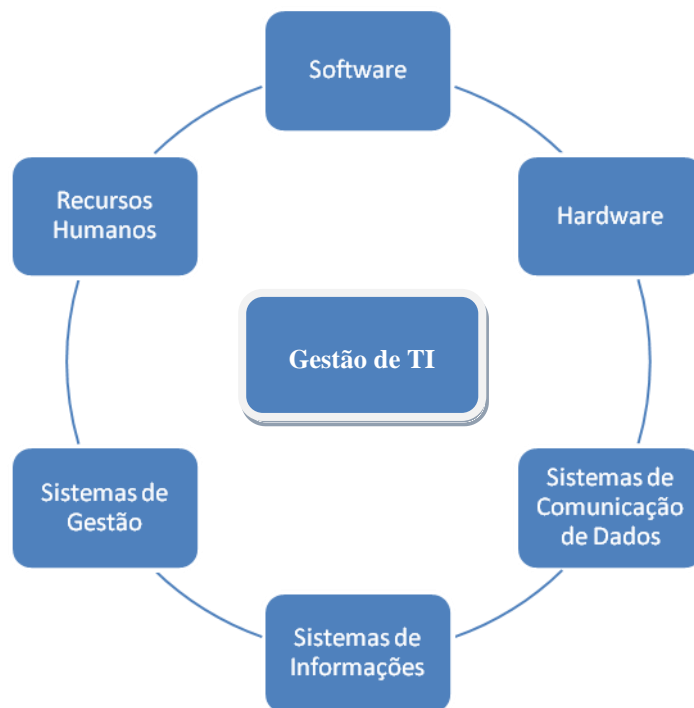 Software
Hardware
Sistemas de
Comunicação
de Dados
Sistemas de
Informações
Sistemas de
Gestão
Recursos
Humanos
Gestão de TI